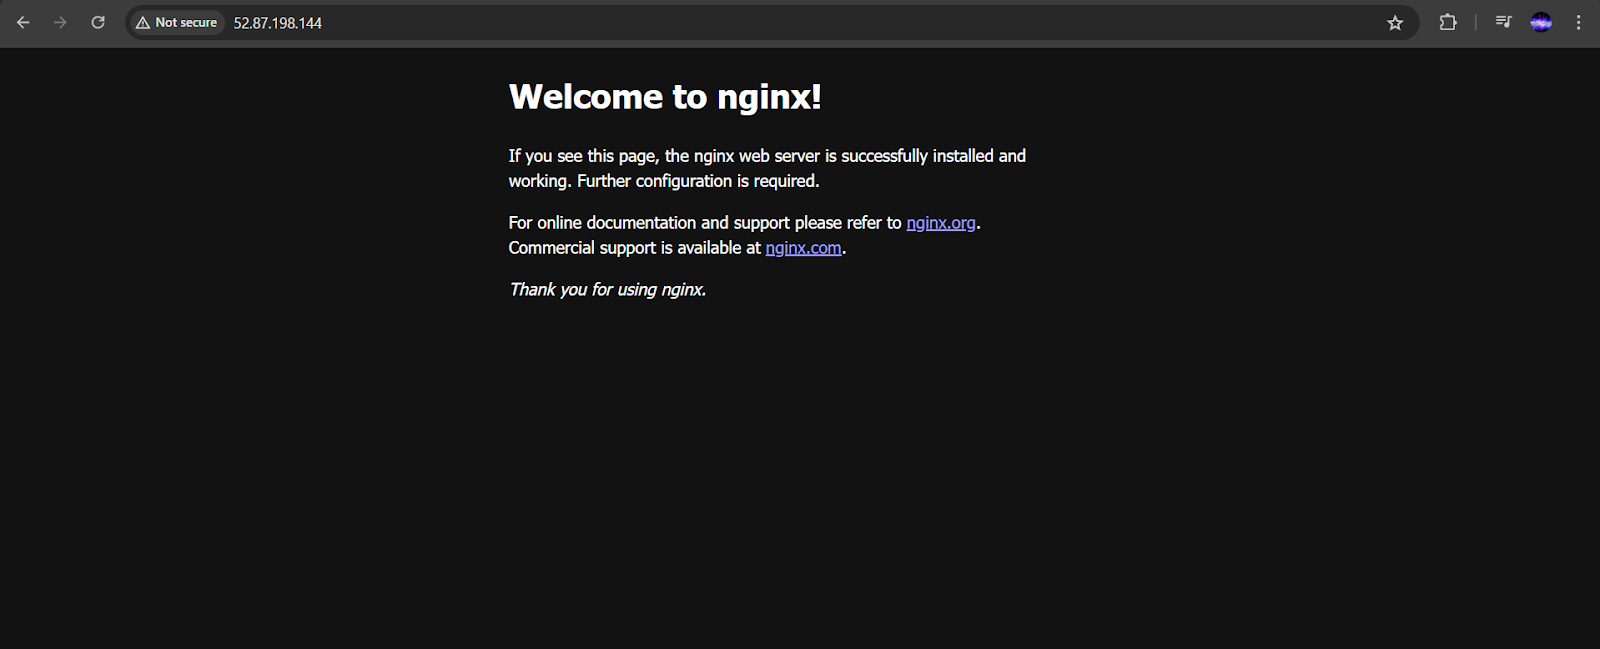 Not secure 52.87.198.144
Welcome to nginx!
If you see this page, the nginx web server is successfully installed and
working. Further configuration is required.
For online documentation and support please refer to nginx.org.
Commercial support is available at nginx.com.
Thank you for using nginx.